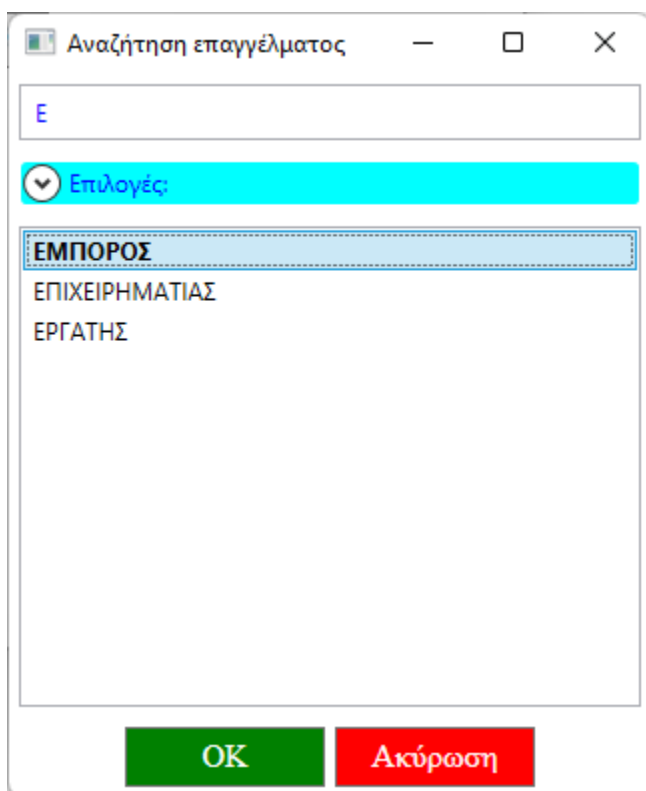 Αναζήτηση επαγγέλματος
Ε
Επιλογές:
ΕΜΠΟΡΟΣ
ΕΠΙΧΕΙΡΗΜΑΤΙΑΣ
ΕΡΓΑΤΗΣ
OK Ακύρωση